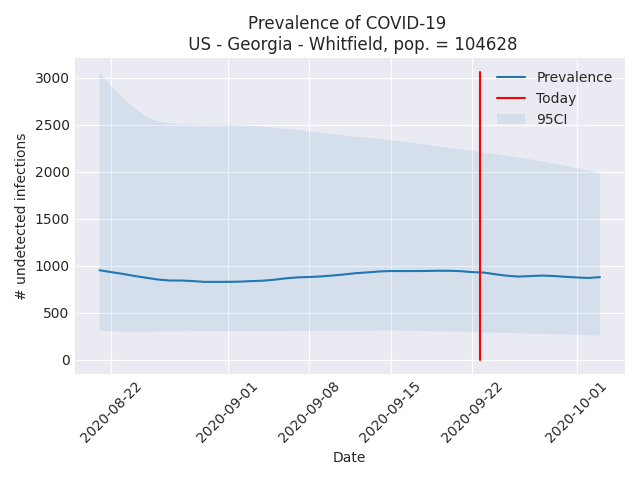 Prevalence of COVID-19
US - Georgia - Whitfield, pop. = 104628
Prevalence
Today
95CI
3000
2500
2000
1500
1000
500
0
# undetected infections
2020-08-22
2020-09-01
2020-09-08
2020-09-15
2020-09-22
2020-10-01
Date